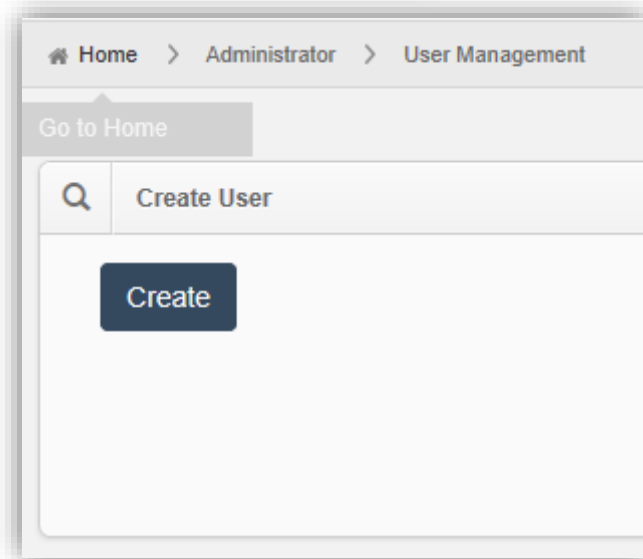 Home > Administrator > User Management
Go to Home
Create User
Create